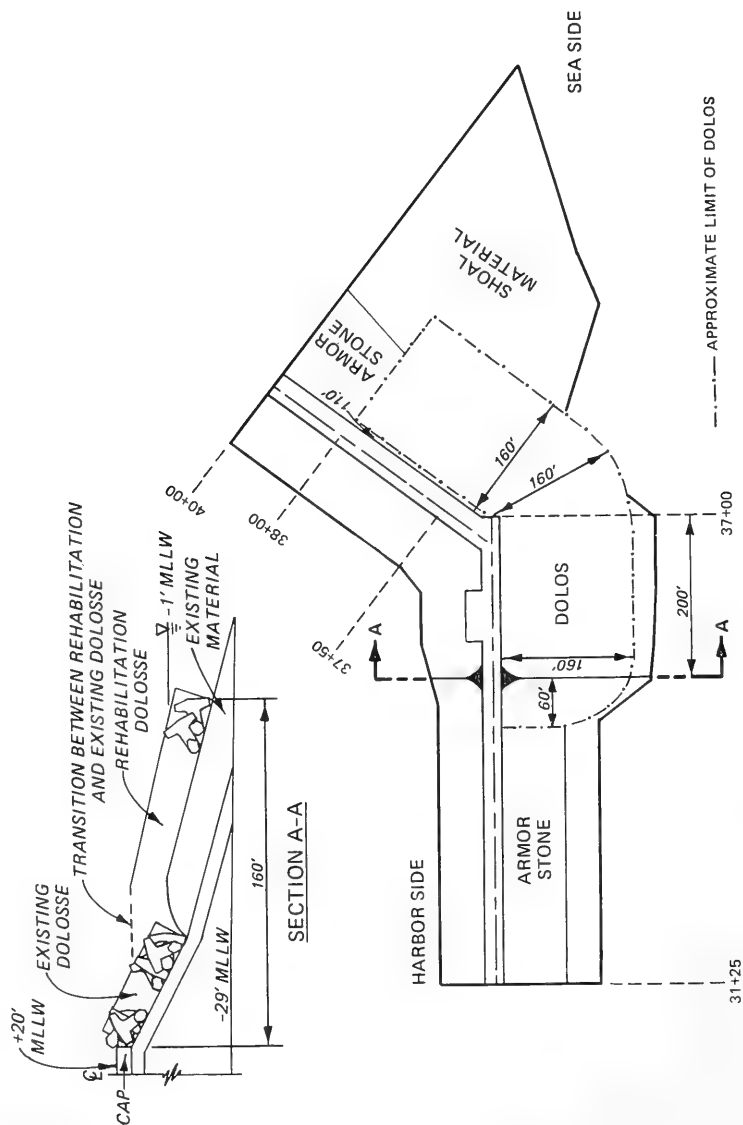 +20'
MLLW
EXISTING
DOLOSSE
TRANSITION BETWEEN REHABILITATION
AND EXISTING DOLOSSE
REHABILITATION
DOLOSSE
-1' MLLW
EXISTING
MATERIAL
℄
CAP
-29' MLLW
160'
SECTION A-A
40+00
38+00
37+50
110'
ARMOR
STONE
SHOAL
MATERIAL
SEA SIDE
160'
160'
HARBOR SIDE
A
ARMOR
STONE
DOLOS
160'
60'
200'
A
31+25
37+00
APPROXIMATE LIMIT OF DOLOS